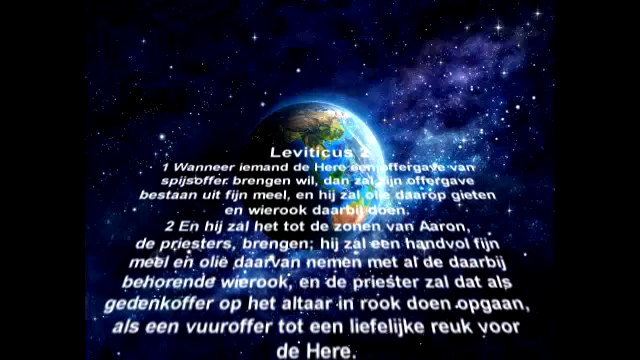 Leviticus 2
1 Wanneer iemand de Here een offergave van
spijsoffer brengen wil, dan zal zijn offergave
bestaan uit fijn meel, en hij zal olie daarop gieten
en wierook daarbij doen.
2 En hij zal het tot de zonen van Aaron,
de priesters, brengen; hij zal een handvol fijn
meel en olie daarvan nemen met al de daarbij
behorende wierook, en de priester zal dat als
gedenkoffer op het altaar in rook doen opgaan,
als een vuuroffer tot een liefelijke reuk voor
de Here.